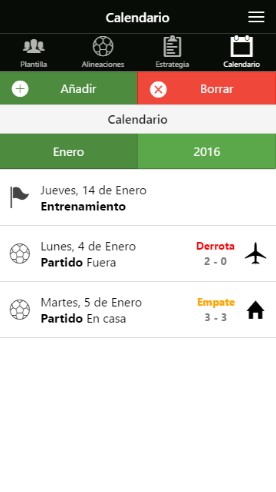 Calendario
Plantilla Alineaciones Estrategia Calendario
Añadir Borrar
Calendario
Enero 2016
Jueves, 14 de Enero
Entrenamiento
Lunes, 4 de Enero Derrota
Partido Fuera 2 - 0
Martes, 5 de Enero Empate
Partido En casa 3 - 3